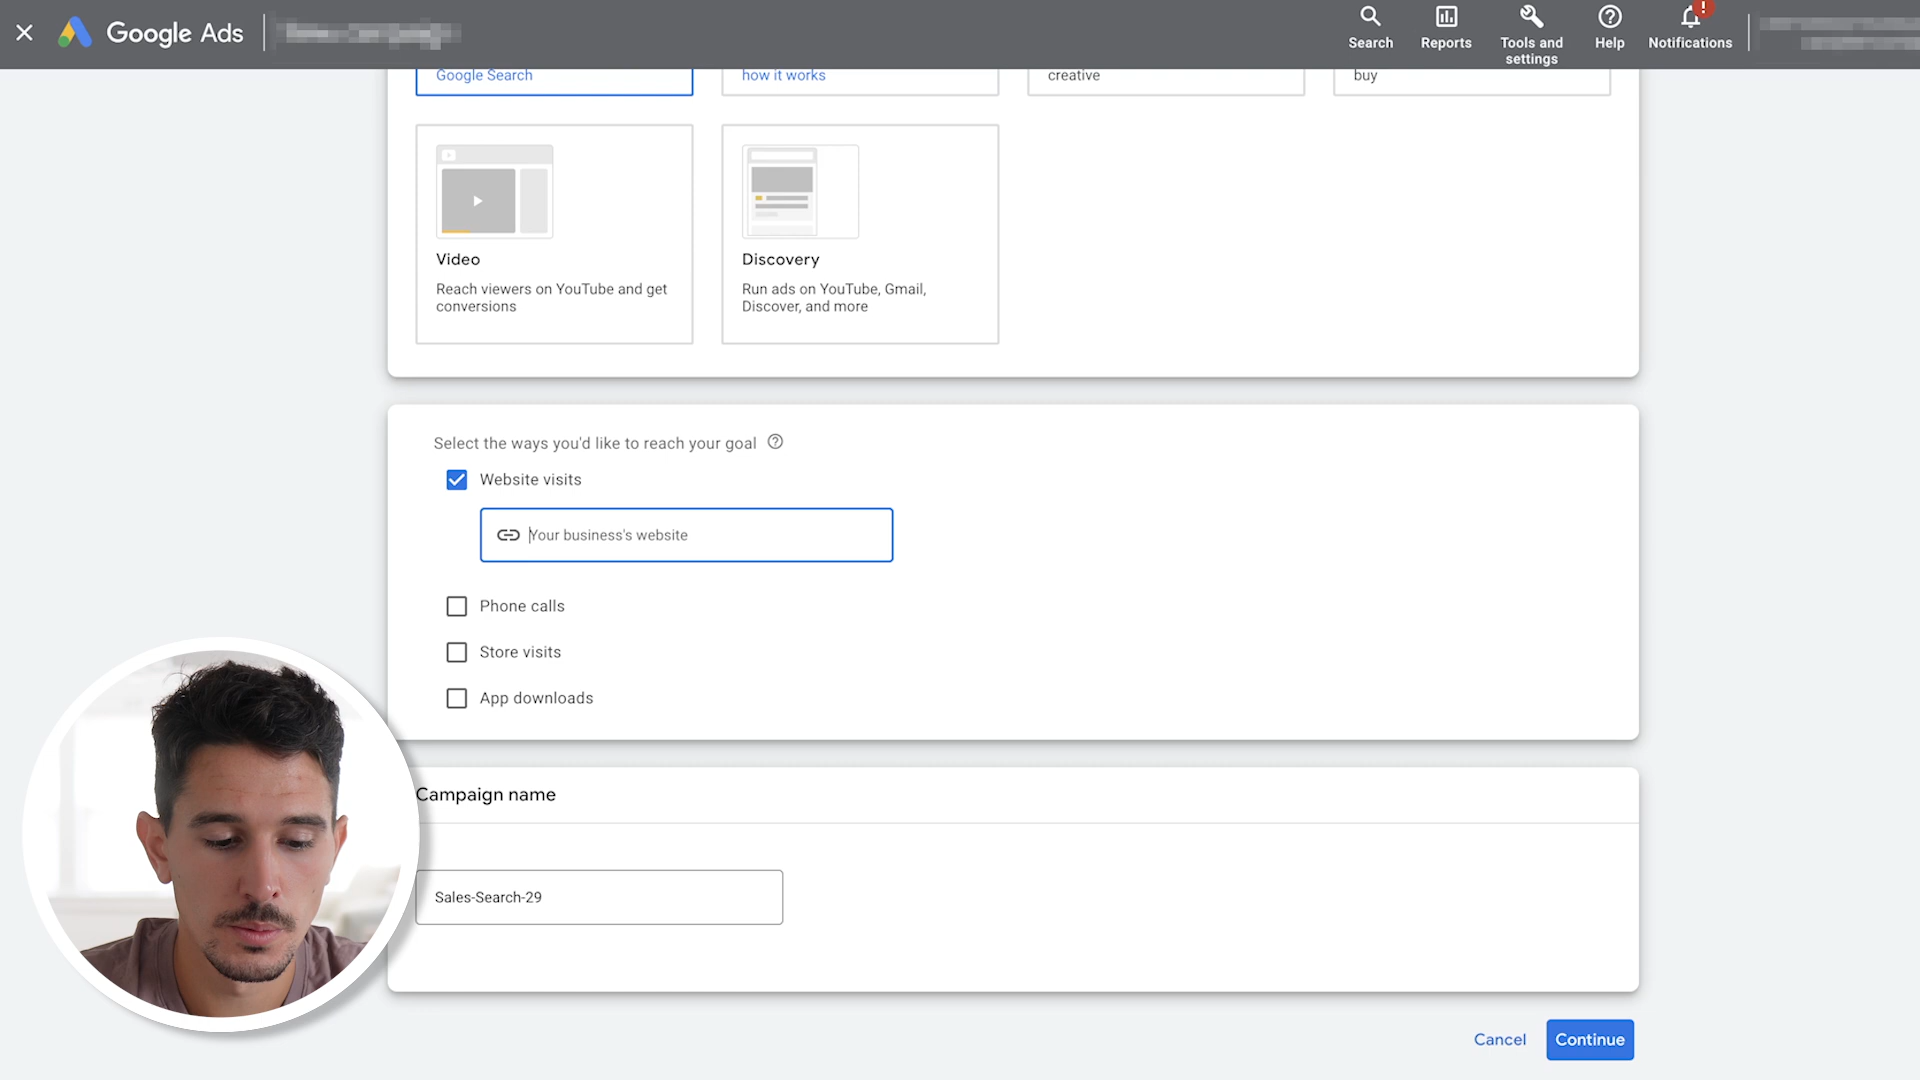 Google Ads
Search
Reports
Tools and
settings
Help
Notifications
!
Google Search
how it works
creative
buy
Video
Reach viewers on YouTube and get
conversions
Discovery
Run ads on YouTube, Gmail,
Discover, and more
Select the ways you'd like to reach your goal
Website visits
Your business's website
Phone calls
Store visits
App downloads
Campaign name
Sales-Search-29
Cancel
Continue